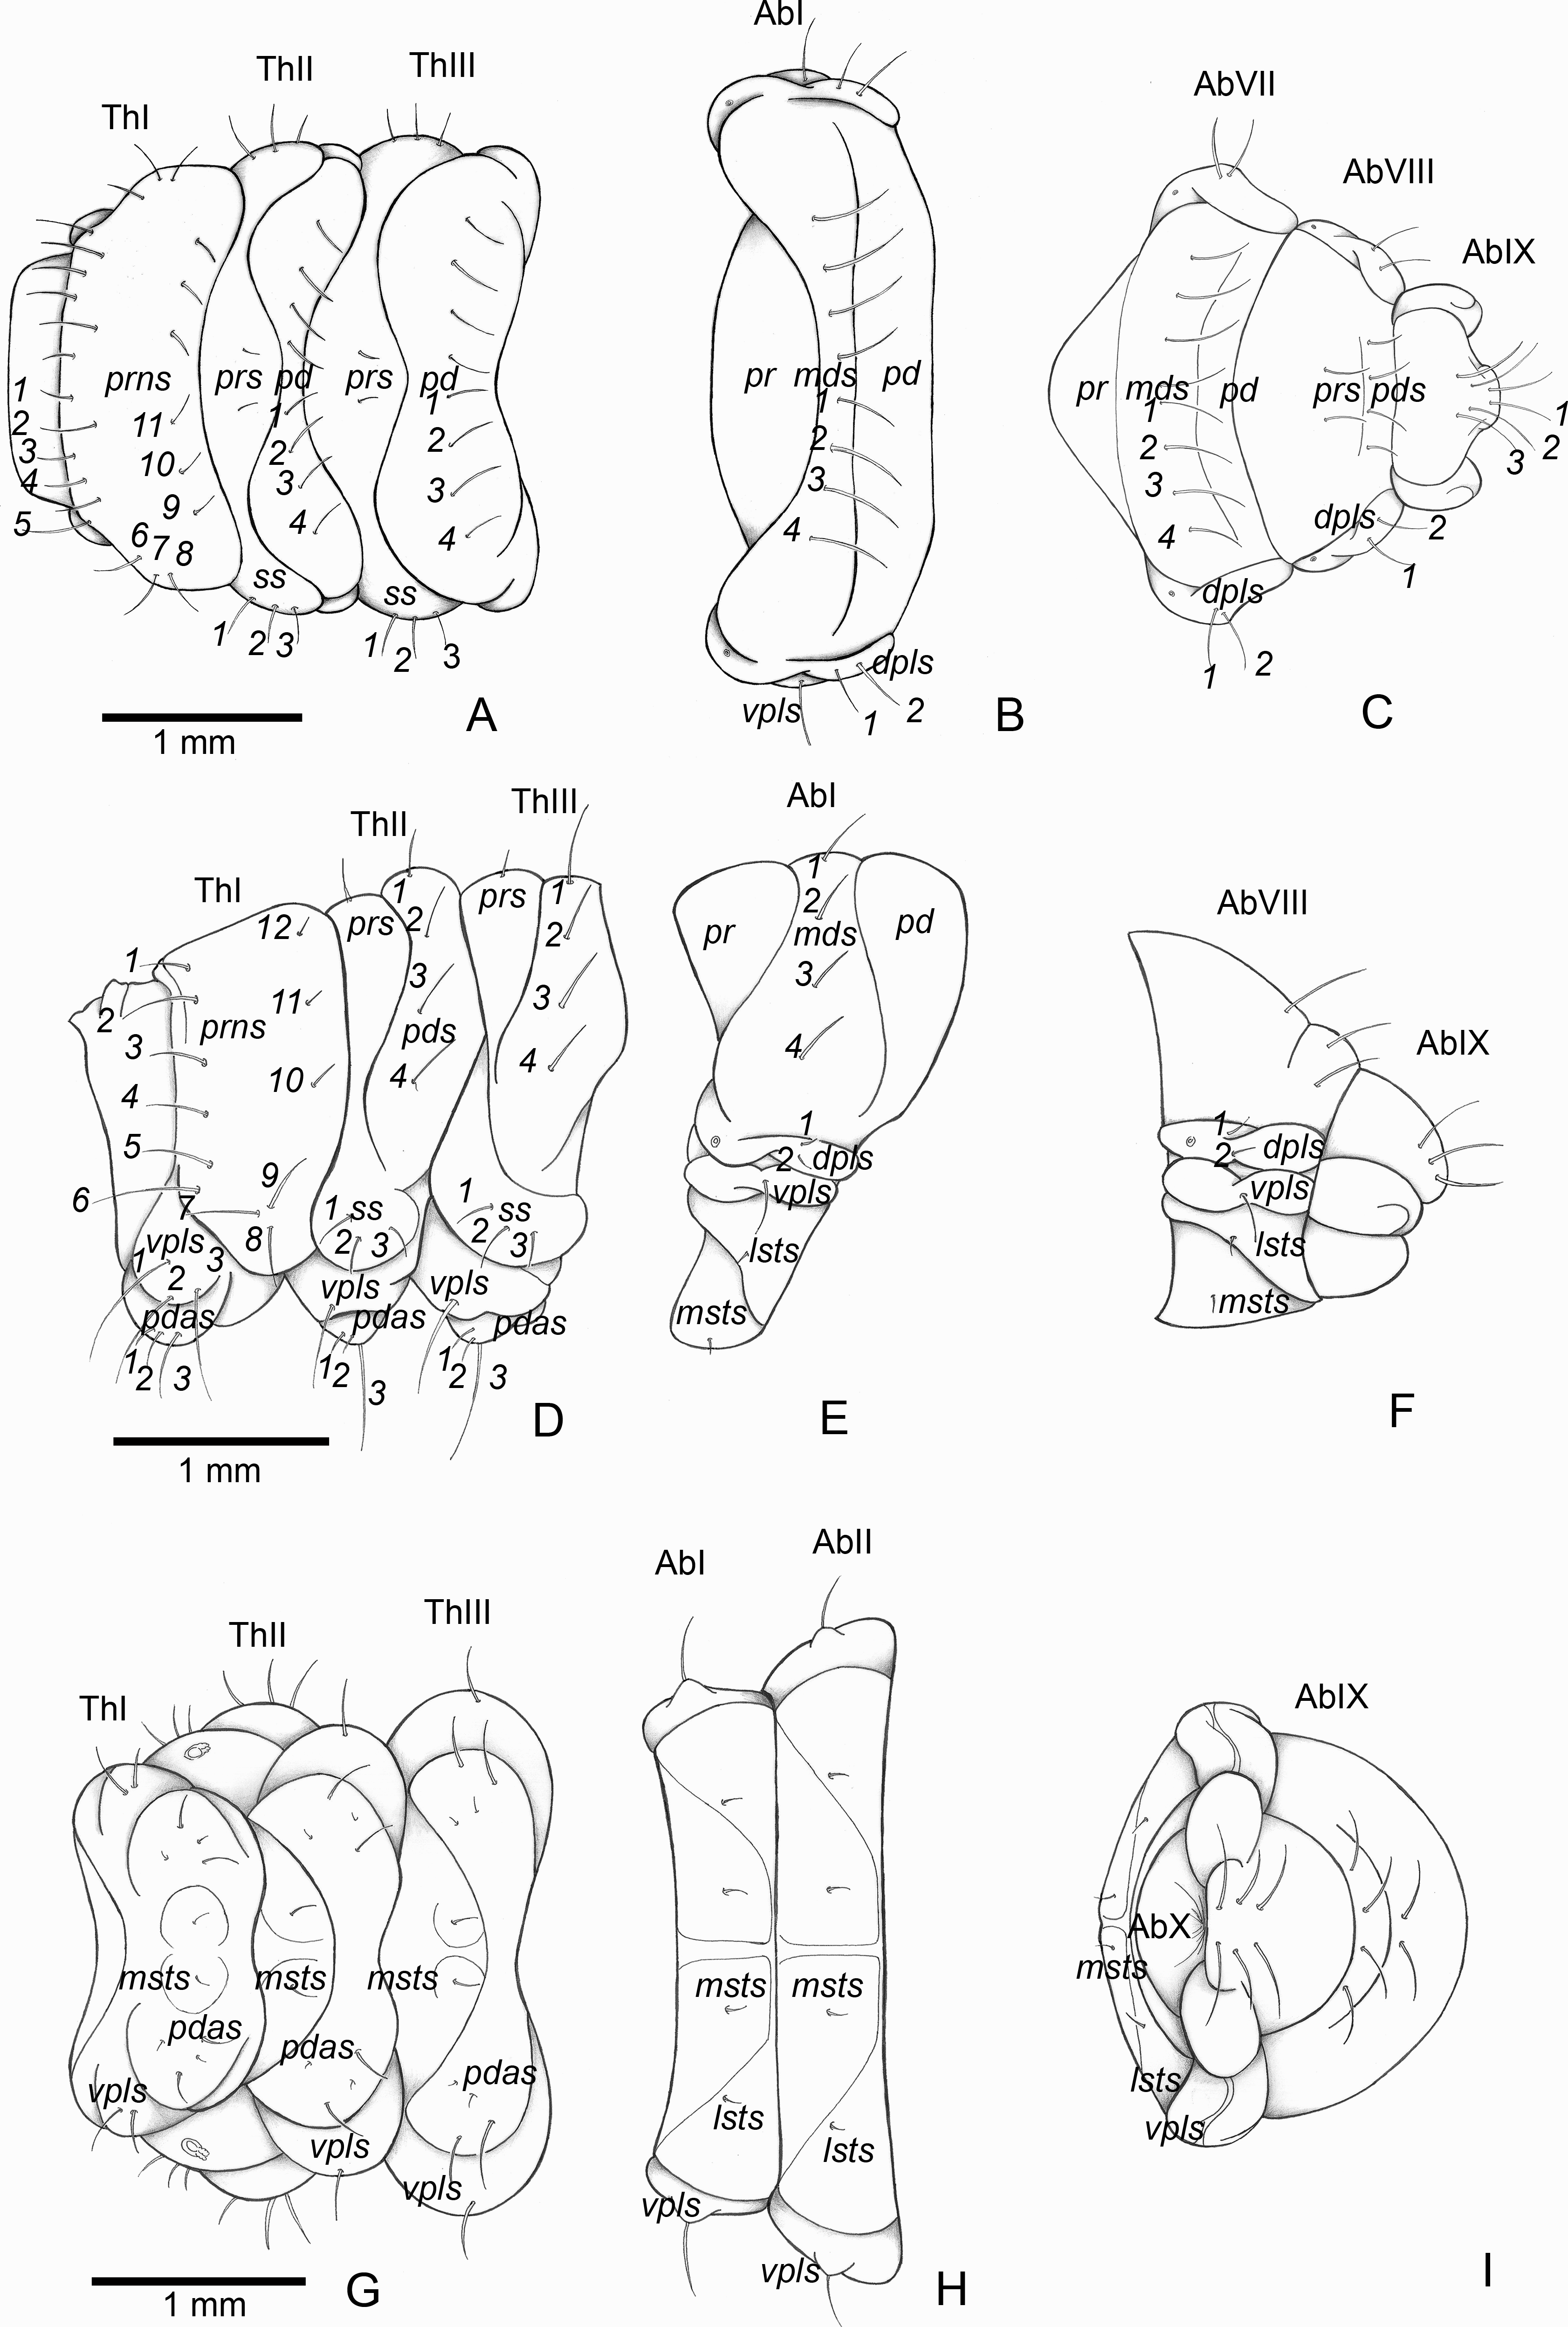 AbI
ThII
ThIII
ThI
AbVII
AbVIII
AbIX
1
2
3
4
5
prns
11
10
9
6
7
8
prs
pd
1
2
3
4
ss
1
2
3
prs
pd
1
2
3
4
ss
1
2
3
1 mm
A
pr
mds
pd
1
2
3
4
dpls
vpls
1
2
B
pr
mds
pd
1
2
3
4
dpls
1
2
prs
pds
dpls
1
2
1
2
3
C
ThI
ThII
ThIII
1
2
3
4
5
6
7
12
11
10
9
8
prns
vpls
1
2
3
pdas
1
2
3
prs
1
2
3
pds
4
1
ss
2
3
vpls
pdas
1
2
3
prs
1
2
3
4
1
ss
2
3
vpls
pdas
1
2
3
1 mm
D
AbI
1
2
pr
mds
pd
3
4
1
2
dpls
vpls
lsts
msts
E
AbVIII
AbIX
1
2
dpls
vpls
lsts
msts
F
ThI
ThII
ThIII
msts
msts
msts
pdas
pdas
pdas
vpls
vpls
vpls
1 mm
G
AbI
AbII
msts
msts
lsts
lsts
vpls
vpls
H
AbIX
AbX
msts
lsts
vpls
I